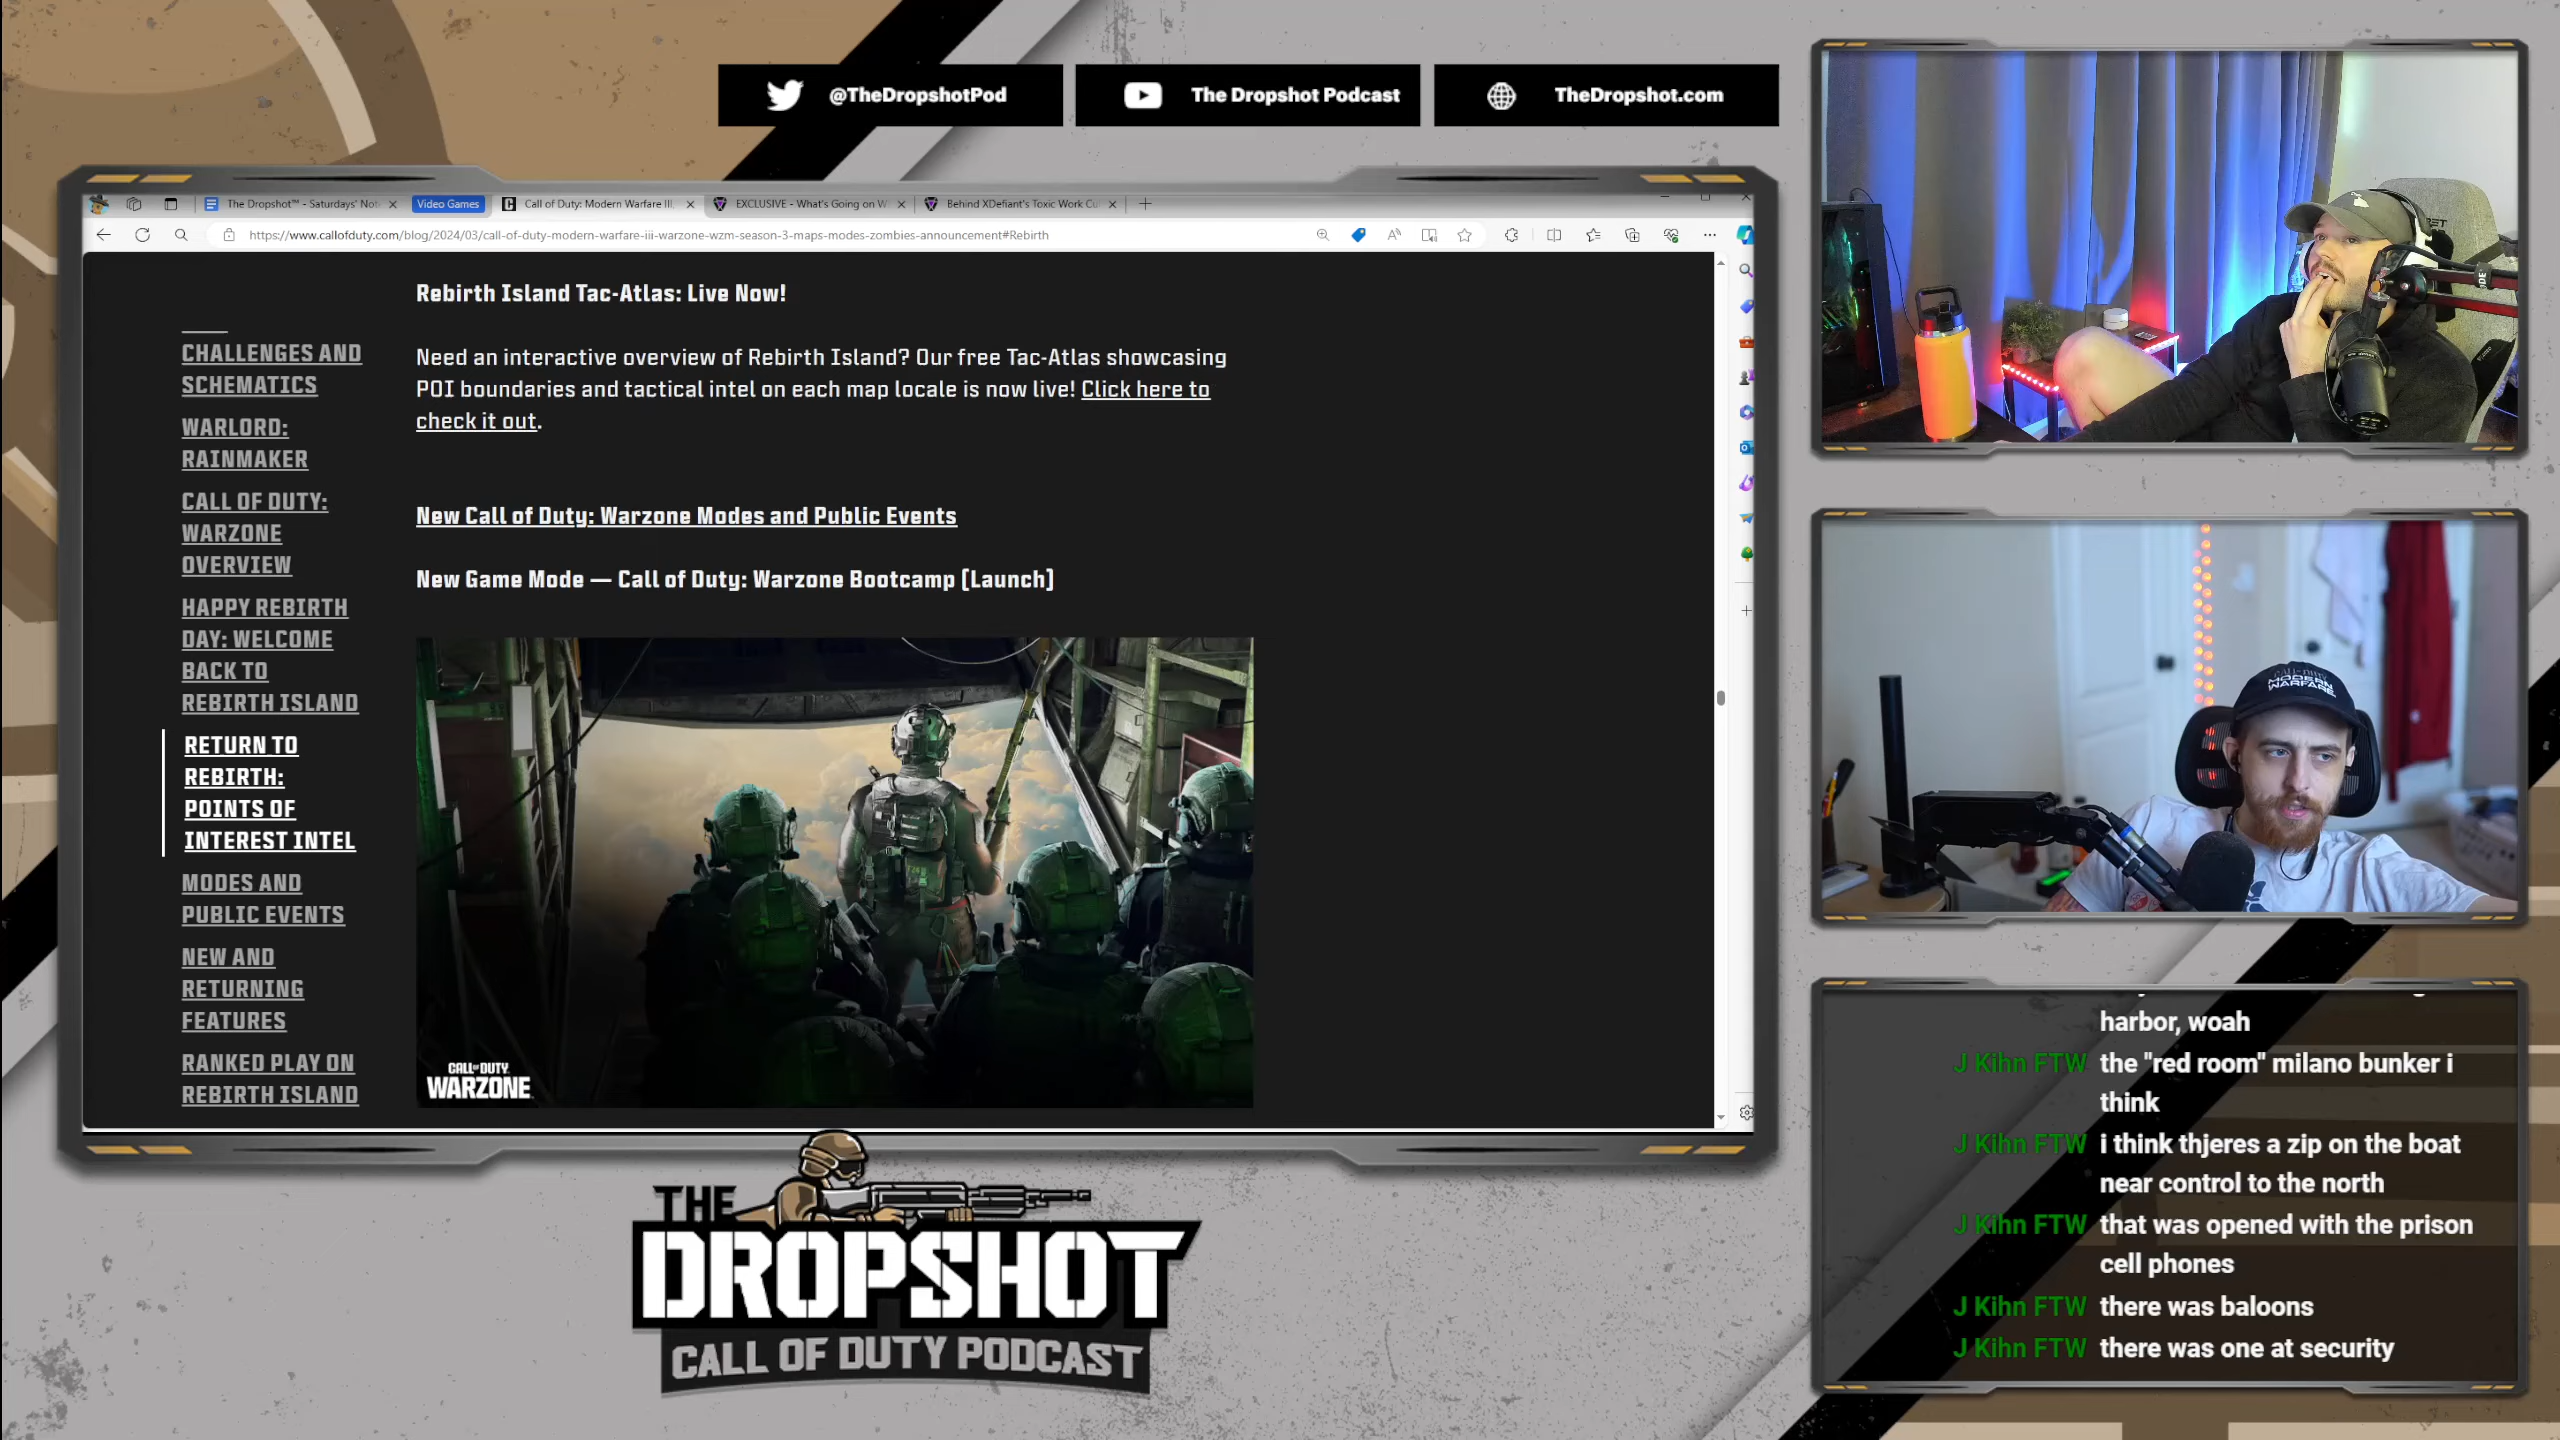 @TheDropshotPod
The Dropshot Podcast
TheDropshot.com
The Dropshot™ - Saturdays' Not
Video Games
Call of Duty: Modern Warfare III,
EXCLUSIVE - What's Going on W
Behind XDefiant's Toxic Work Cu
https://www.callofduty.com/blog/2024/03/call-of-duty-modern-warfare-iii-warzone-wzm-season-3-maps-modes-zombies-announcement#Rebirth
CHALLENGES AND
SCHEMATICS
WARLORD:
RAINMAKER
CALL OF DUTY:
WARZONE
OVERVIEW
HAPPY REBIRTH
DAY: WELCOME
BACK TO
REBIRTH ISLAND
RETURN TO
REBIRTH:
POINTS OF
INTEREST INTEL
MODES AND
PUBLIC EVENTS
NEW AND
RETURNING
FEATURES
RANKED PLAY ON
REBIRTH ISLAND
Rebirth Island Tac-Atlas: Live Now!
Need an interactive overview of Rebirth Island? Our free Tac-Atlas showcasing
POI boundaries and tactical intel on each map locale is now live! Click here to
check it out.
New Call of Duty: Warzone Modes and Public Events
New Game Mode — Call of Duty: Warzone Bootcamp (Launch)
CALL OF DUTY
WARZONE
MODERN
WARFARE
harbor, woah
J Kihn FTW the "red room" milano bunker i
think
J Kihn FTW i think thjeres a zip on the boat
near control to the north
J Kihn FTW that was opened with the prison
cell phones
J Kihn FTW there was baloons
J Kihn FTW there was one at security
THE
DROPSHOT
CALL OF DUTY PODCAST